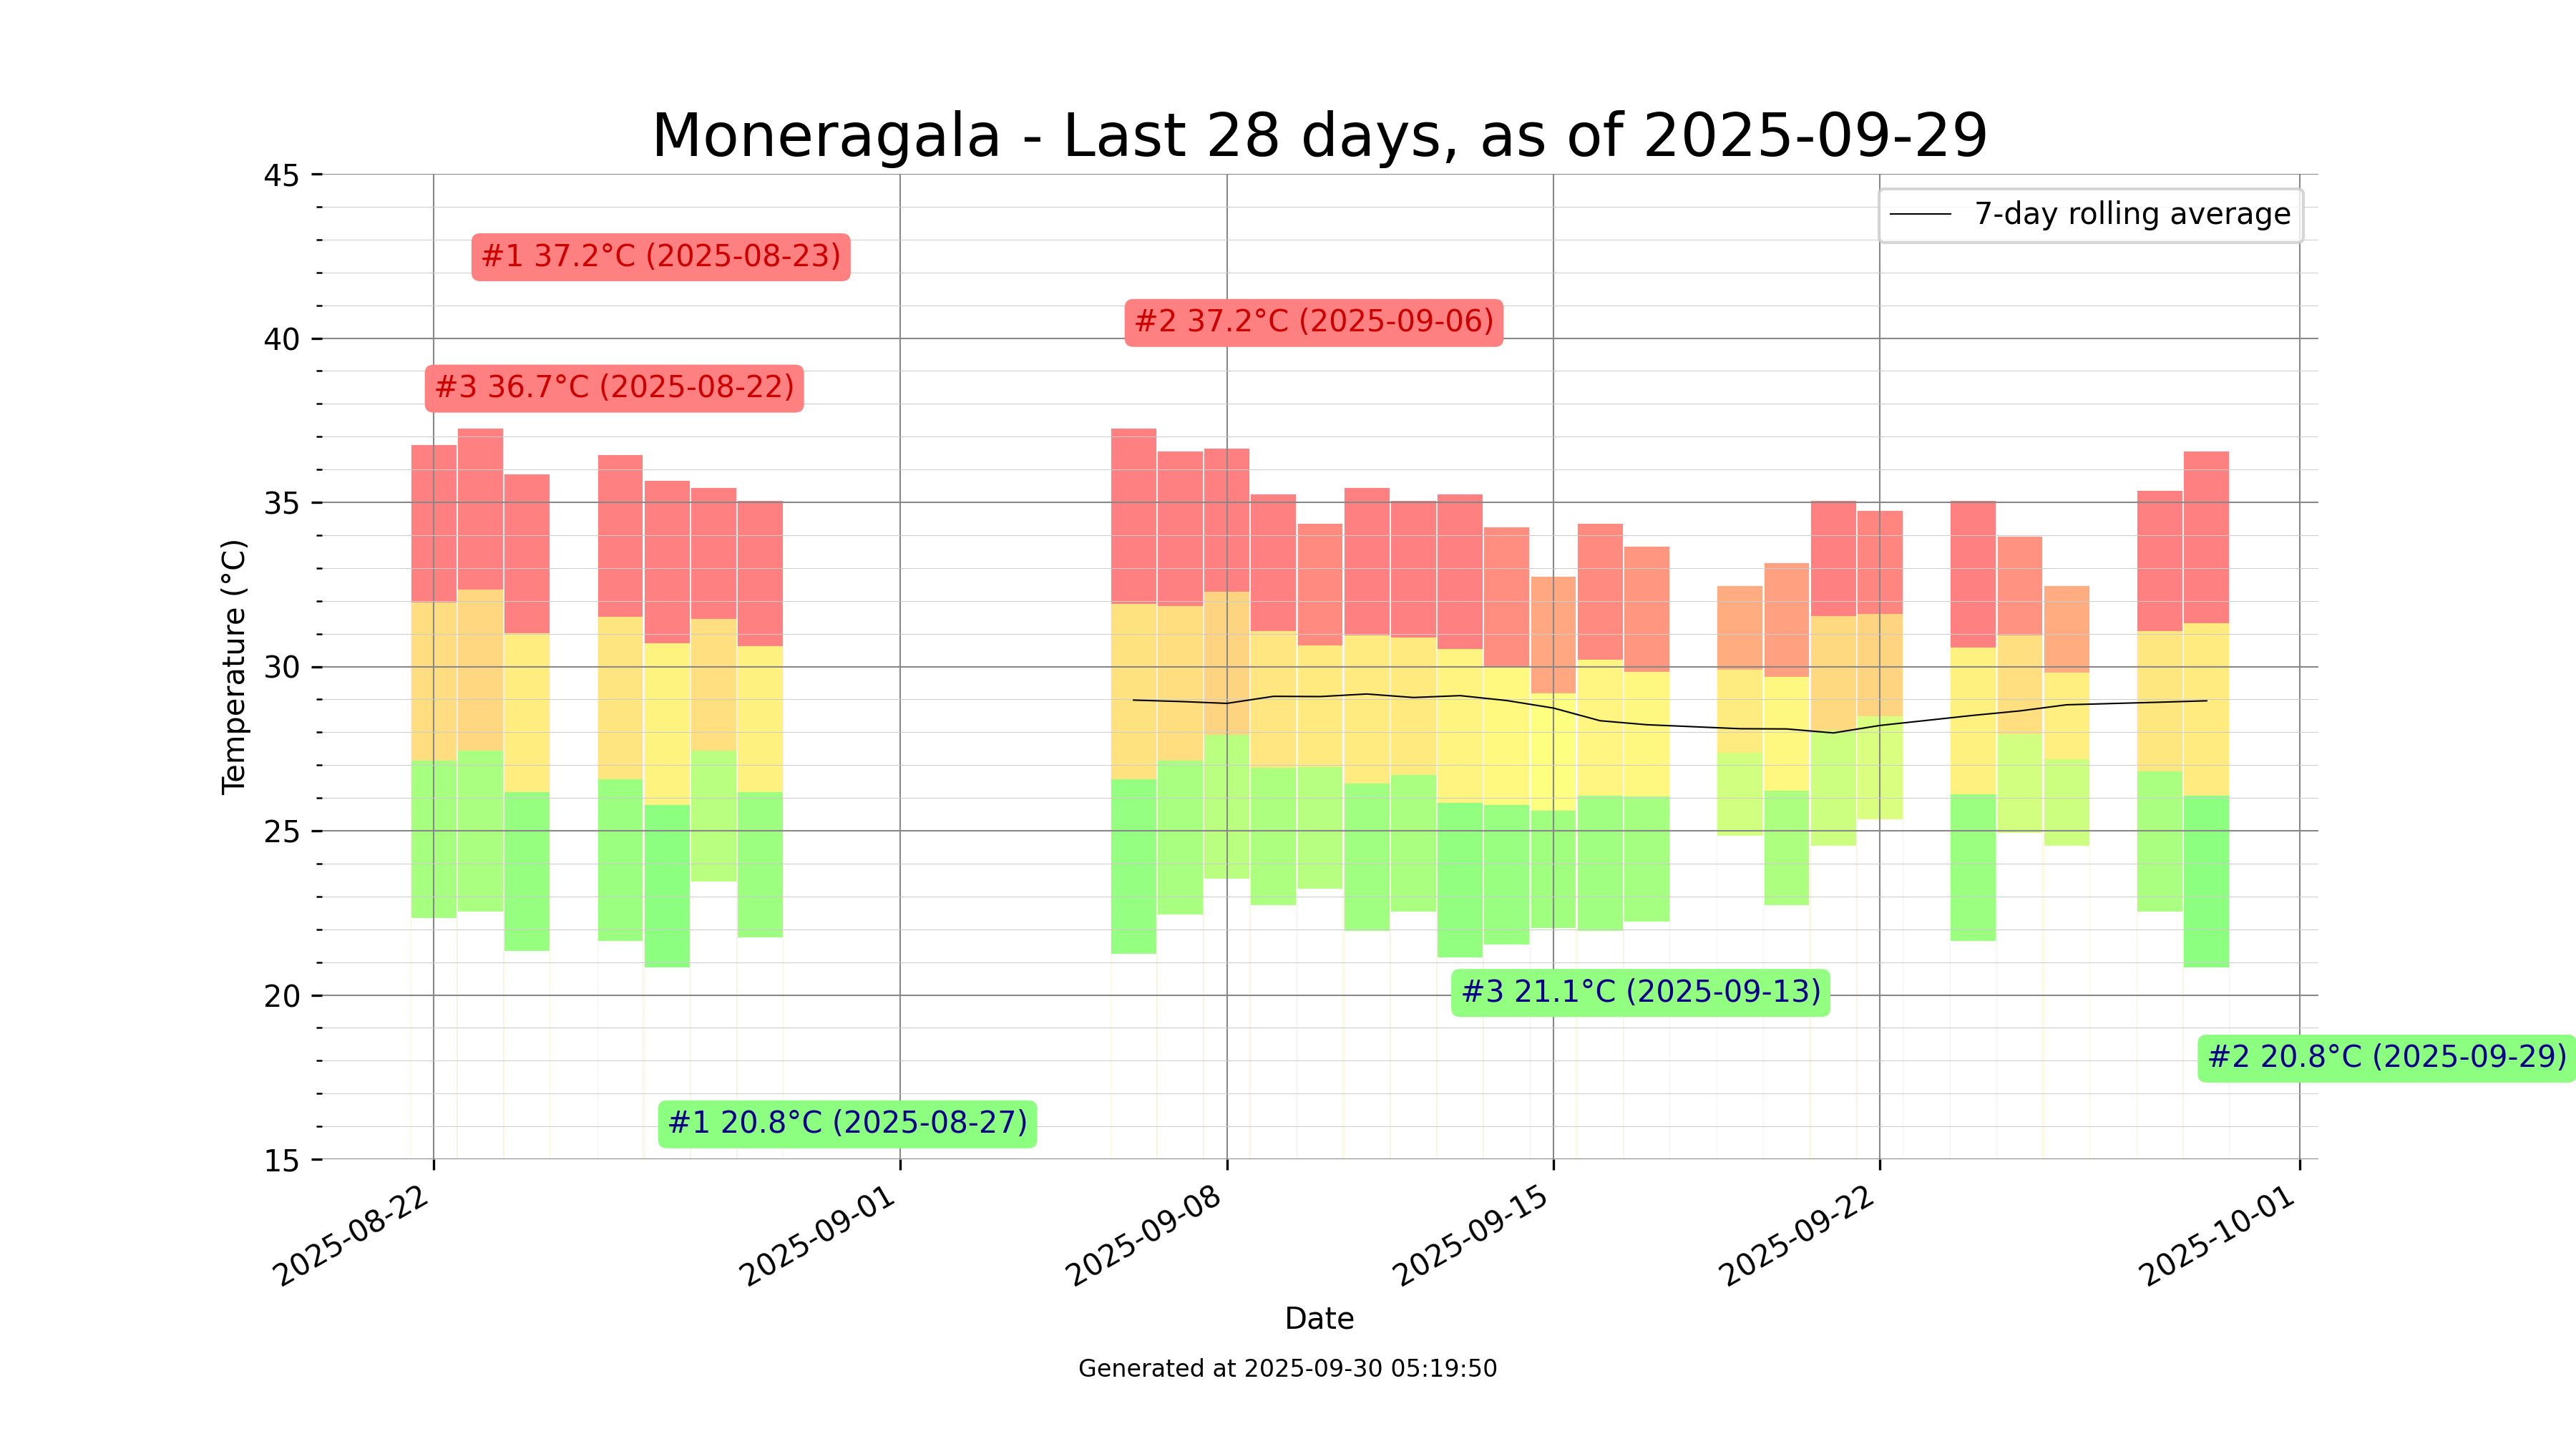 Moneragala - Last 28 days, as of 2025-09-29
45
7-day rolling average
#1 37.2°C (2025-08-23)
#2 37.2°C (2025-09-06)
40
#3 36.7°C (2025-08-22)
35
30
Temperature (°C)
25
20
#3 21.1°C (2025-09-13)
#2 20.8°C (2025-09-29)
#1 20.8°C (2025-08-27)
15
2025-08-22
2025-09-01
2025-09-08
2025-09-15
2025-09-22
2025-10-01
Date
Generated at 2025-09-30 05:19:50